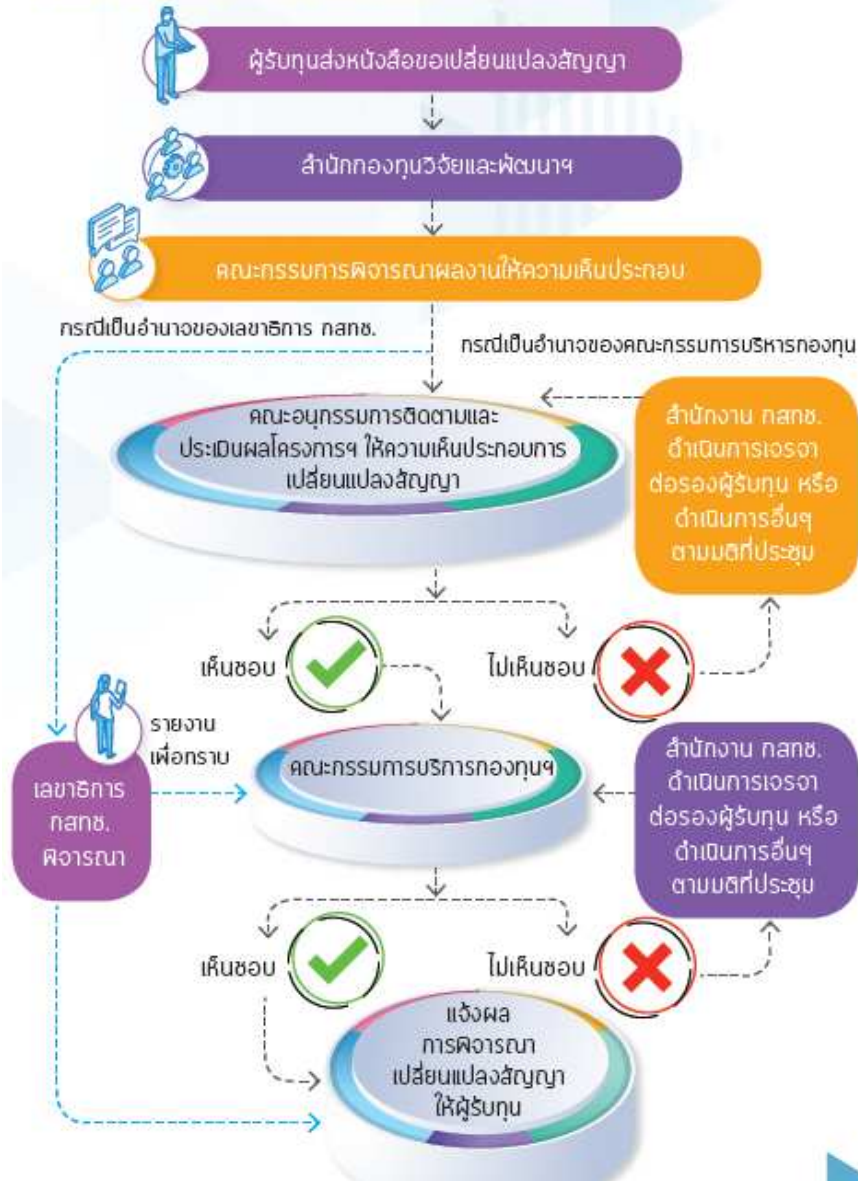 ผู้รับทุนส่งหนังสือขอเปลี่ยนแปลงสัญญา
สำนักกองทุนวิจัยและพัฒนาฯ
คณะกรรมการพิจารณาผลงานให้ความเห็นประกอบ
กรณีเป็นอำนาจของเลขาธิการ กสทช.
กรณีเป็นอำนาจของคณะกรรมการบริหารกองทุน
คณะอนุกรรมการติดตามและ
ประเมินผลโครงการฯ ให้ความเห็นประกอบการ
เปลี่ยนแปลงสัญญา
สำนักงาน กสทช.
ดำเนินการเจรจา
ต่อรองผู้รับทุน หรือ
ดำเนินการอื่นๆ
ตามมติที่ประชุม
เห็นชอบ
ไม่เห็นชอบ
รายงาน
เพื่อทราบ
เลขาธิการ
กสทช.
พิจารณา
คณะกรรมการบริการกองทุนฯ
สำนักงาน กสทช.
ดำเนินการเจรจา
ต่อรองผู้รับทุน หรือ
ดำเนินการอื่นๆ
ตามมติที่ประชุม
เห็นชอบ
ไม่เห็นชอบ
แจ้งผล
การพิจารณา
เปลี่ยนแปลงสัญญา
ให้ผู้รับทุน